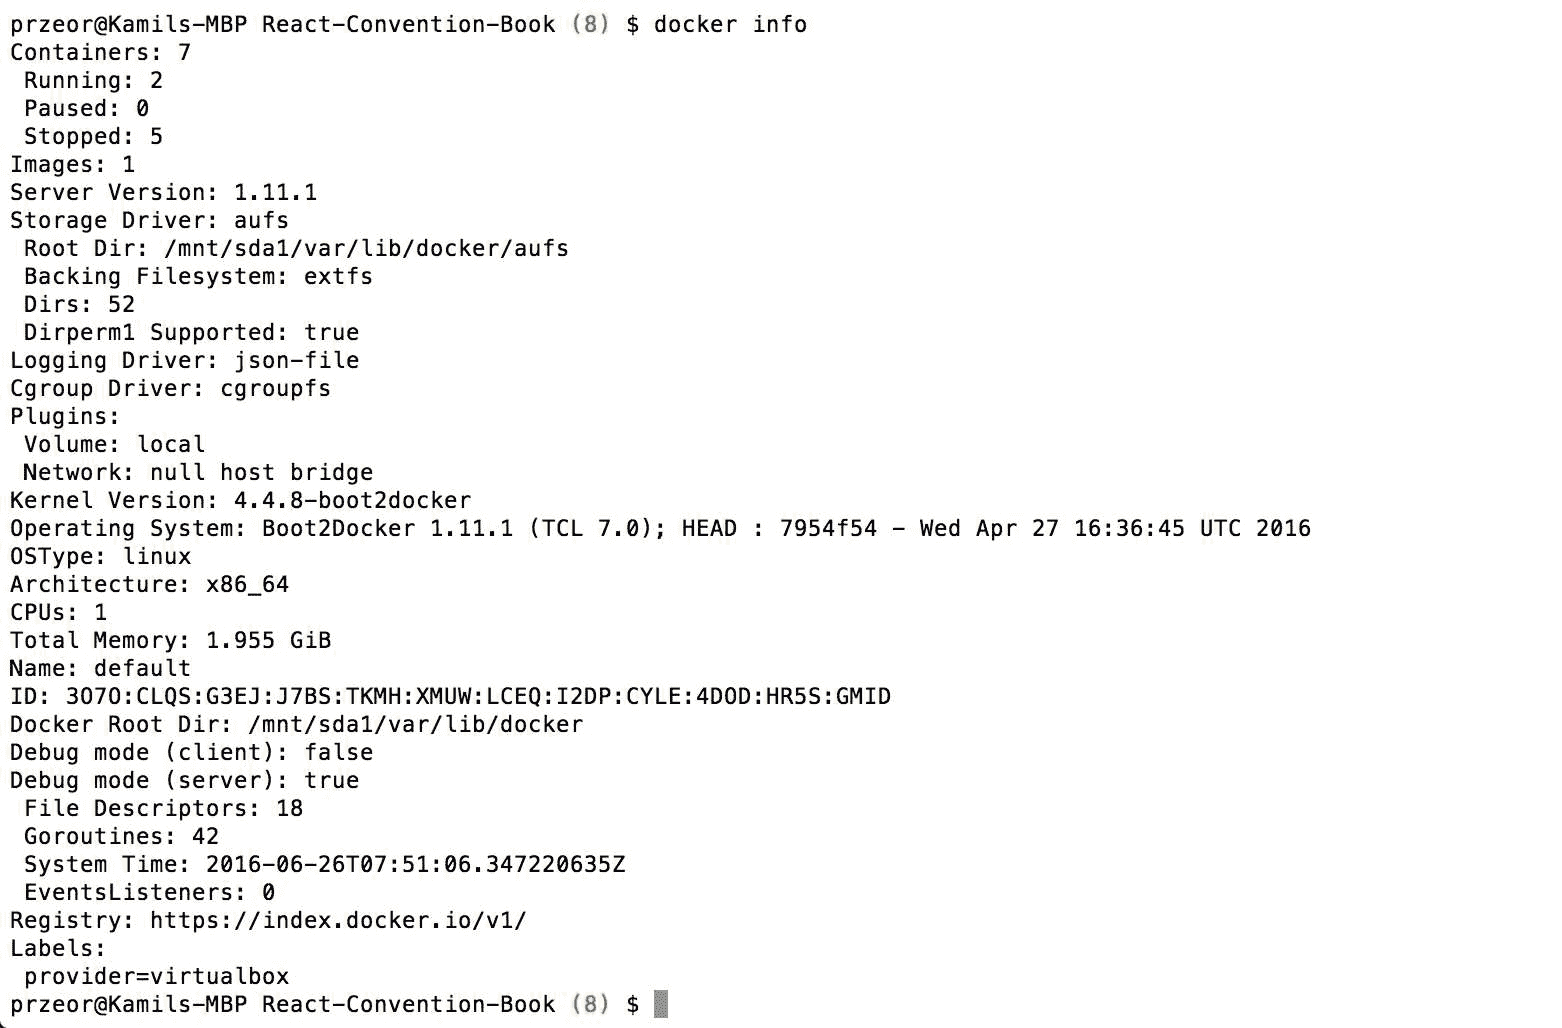 przeor@Kamils-MBP React-Convention-Book (8) $ docker info
Containers: 7
 Running: 2
 Paused: 0
 Stopped: 5
Images: 1
Server Version: 1.11.1
Storage Driver: aufs
 Root Dir: /mnt/sda1/var/lib/docker/aufs
 Backing Filesystem: extfs
 Dirs: 52
 Dirperm1 Supported: true
Logging Driver: json-file
Cgroup Driver: cgroupfs
Plugins:
 Volume: local
 Network: null host bridge
Kernel Version: 4.4.8-boot2docker
Operating System: Boot2Docker 1.11.1 (TCL 7.0); HEAD : 7954f54 - Wed Apr 27 16:36:45 UTC 2016
OSType: linux
Architecture: x86_64
CPUs: 1
Total Memory: 1.955 GiB
Name: default
ID: 3O7O:CLQS:G3EJ:J7BS:TKMH:XMUW:LCEQ:I2DP:CYLE:4DOD:HR5S:GMID
Docker Root Dir: /mnt/sda1/var/lib/docker
Debug mode (client): false
Debug mode (server): true
 File Descriptors: 18
 Goroutines: 42
 System Time: 2016-06-26T07:51:06.347220635Z
 EventsListeners: 0
Registry: https://index.docker.io/v1/
Labels:
 provider=virtualbox
przeor@Kamils-MBP React-Convention-Book (8) $